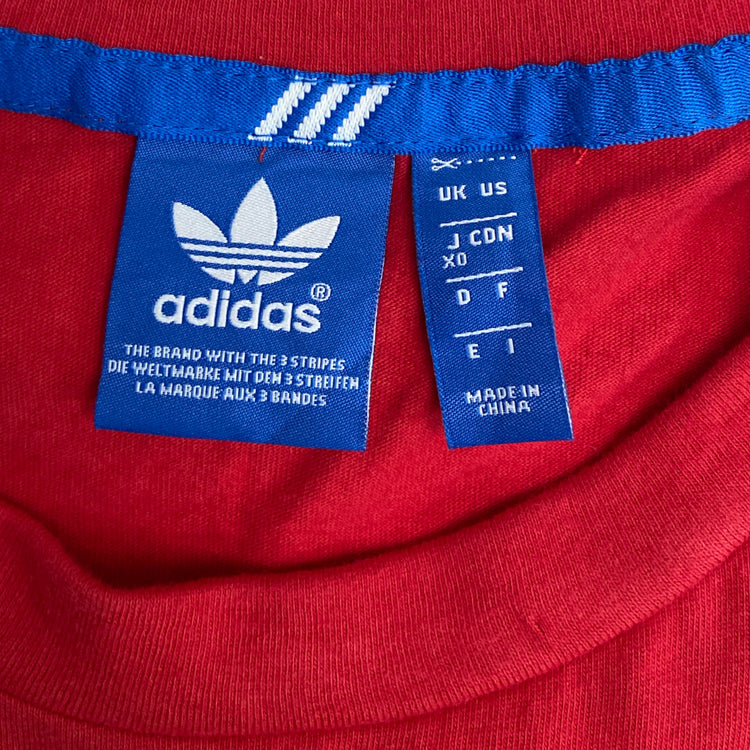 adidas®
THE BRAND WITH THE 3 STRIPES
DIE WELTMARKE MIT DEN 3 STREIFEN
LA MARQUE AUX 3 BANDES
UK US
J CDN
XO
D F
E I
MADE IN
CHINA